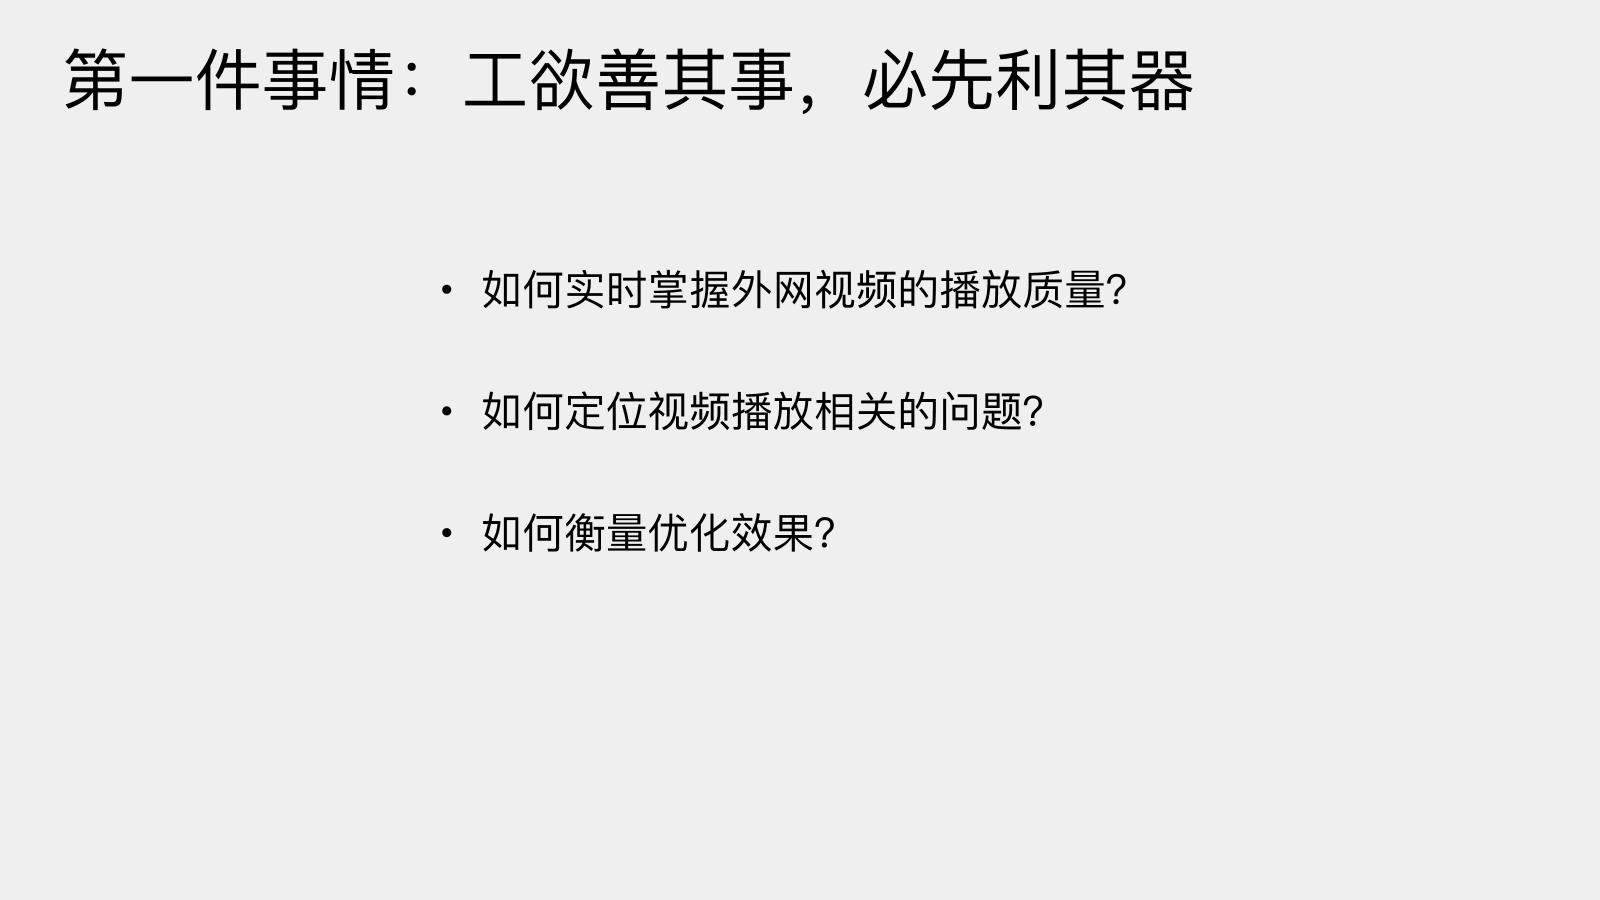 第一件事情：工欲善其事，必先利其器
• 如何实时掌握外网视频的播放质量？
• 如何定位视频播放相关的问题？
• 如何衡量优化效果？